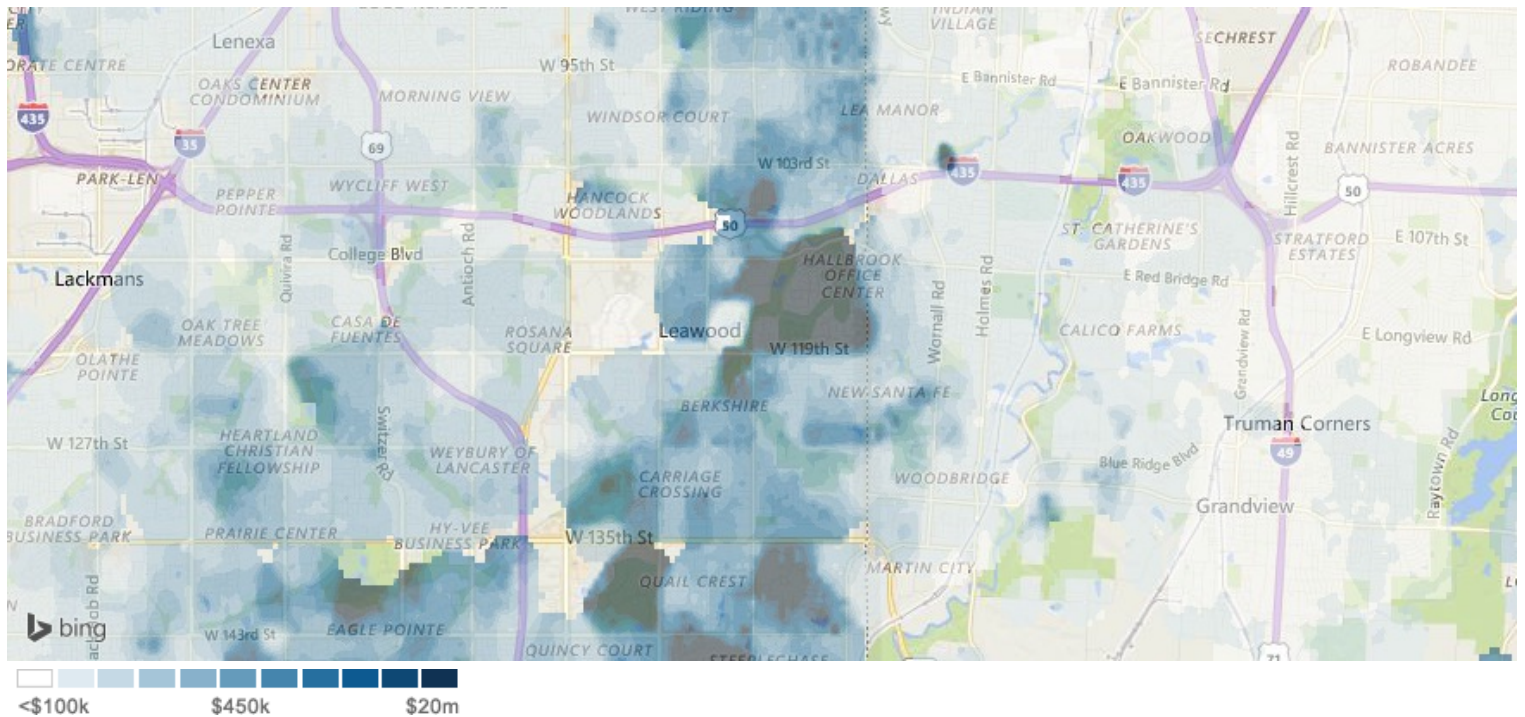 WEST RIDING
INDIAN
VILLAGE
Lenexa
SECHREST
ORATE CENTRE
W 95th St
ROBANDEE
OAKS CENTER
CONDOMINIUM
MORNING VIEW
E Bannister Rd
E Bannister Rd
WINDSOR COURT
LEA MANOR
435
35
69
OAKWOOD
Hillcrest Rd
BANNISTER ACRES
W 103rd St
435
435
50
PARK-LEN
PEPPER
POINTE
WYCLIFF WEST
DALLAS
HANCOCK
WOODLANDS
50
ST. CATHERINE'S
GARDENS
STRATFORD
ESTATES
E 107th St
Quivira Rd
College Blvd
Antioch Rd
HALLBROOK
OFFICE
CENTER
Lackmans
Wornall Rd
Holmes Rd
E Red Bridge Rd
OAK TREE
MEADOWS
CASA DE
FUENTES
ROSANA
SQUARE
Leawood
W 119th St
CALICO FARMS
Grandview Rd
E Longview Rd
OLATHE
POINTE
BERKSHIRE
NEW SANTA FE
Long
W 127th St
Switzer Rd
HEARTLAND
CHRISTIAN
FELLOWSHIP
WEYBURY OF
LANCASTER
Truman Corners
49
CARRIAGE
CROSSING
WOODBRIDGE
Blue Ridge Blvd
Raytown Rd
Grandview
BRADFORD
BUSINESS PARK
PRAIRIE CENTER
HY-VEE
BUSINESS PARK
W 135th St
QUAIL CREST
MARTIN CITY
bing
W 143rd St
EAGLE POINTE
QUINCY COURT
STEEPLECHASE
71
<$100k
$450k
$20m